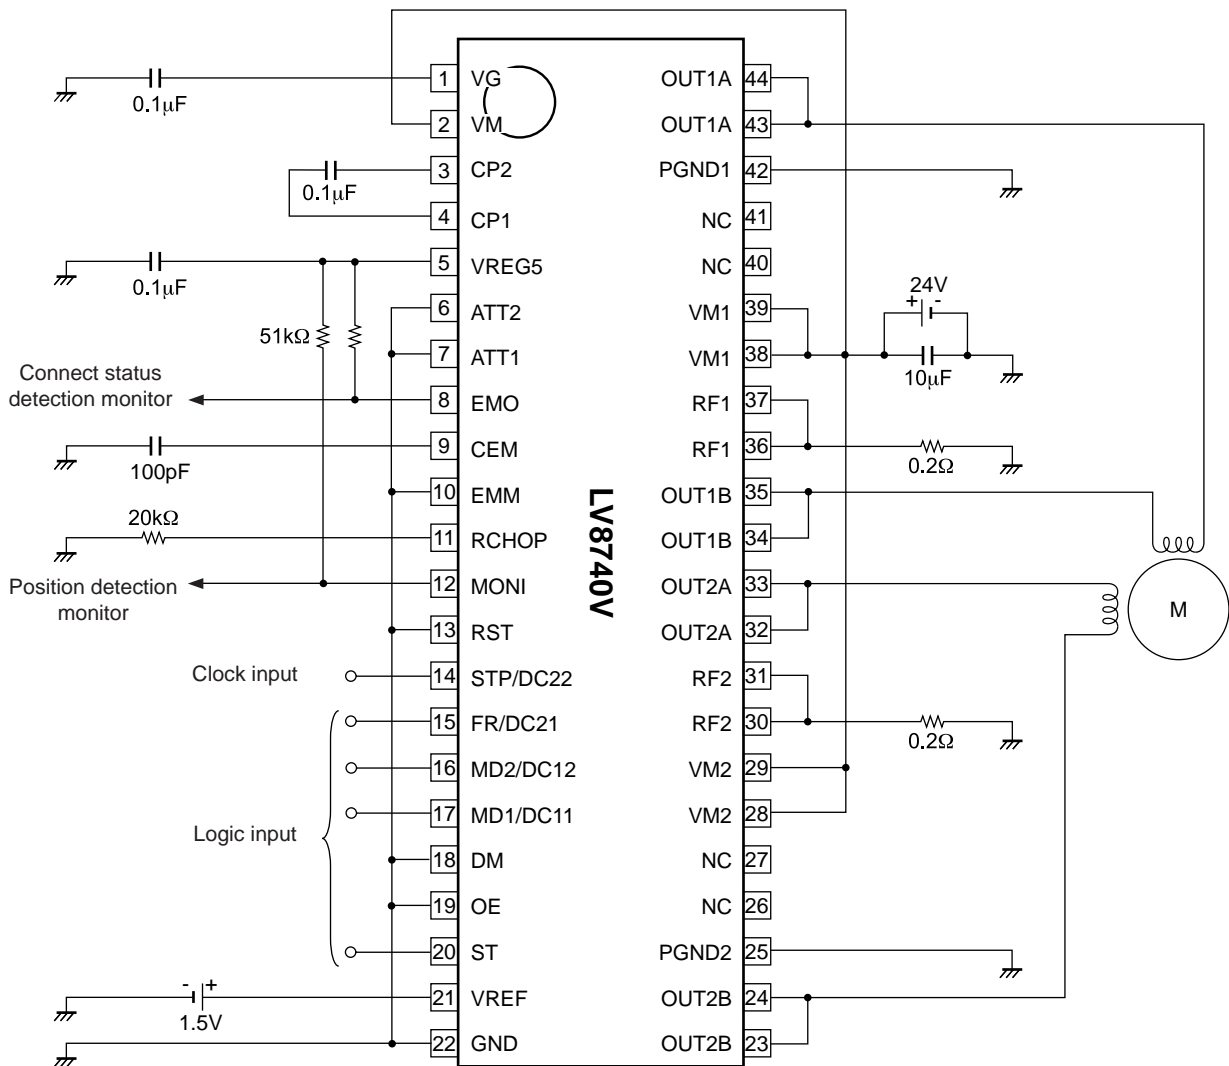 1 VG OUT1A 44
0.1μF
2 VM OUT1A 43
3 CP2 PGND1 42
0.1μF
4 CP1 NC 41
5 VREG5 NC 40
0.1μF
24V
+ -
6 ATT2 VM1 39
51kΩ
7 ATT1 VM1 38
10μF
Connect status
detection monitor
8 EMO RF1 37
9 CEM RF1 36
100pF
0.2Ω
10 EMM OUT1B 35
20kΩ
11 RCHOP OUT1B 34
LV8740V
12 MONI OUT2A 33
Position detection
monitor
M
13 RST OUT2A 32
Clock input
14 STP/DC22 RF2 31
15 FR/DC21 RF2 30
0.2Ω
16 MD2/DC12 VM2 29
17 MD1/DC11 VM2 28
Logic input
18 DM NC 27
19 OE NC 26
20 ST PGND2 25
- +
21 VREF OUT2B 24
1.5V
22 GND OUT2B 23